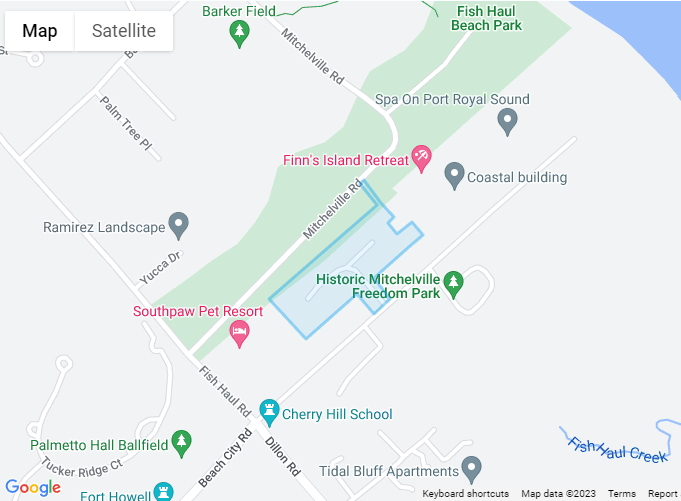 Barker Field
Fish Haul
Beach Park
Map
Satellite
Mitchelville Rd
Palm Tree Pl
Spa On Port Royal Sound
Finn's Island Retreat
Coastal building
Mitchelville Rd
Ramirez Landscape
Yucca Dr
Historic Mitchelville
Freedom Park
Southpaw Pet Resort
Fish Haul Rd
Cherry Hill School
Palmetto Hall Ballfield
Beach City Rd
Dillon Rd
Fish Haul Creek
Tucker Ridge Ct
Tidal Bluff Apartments
Fort Howell
Google
Keyboard shortcuts
Map data ©2023
Terms
Report